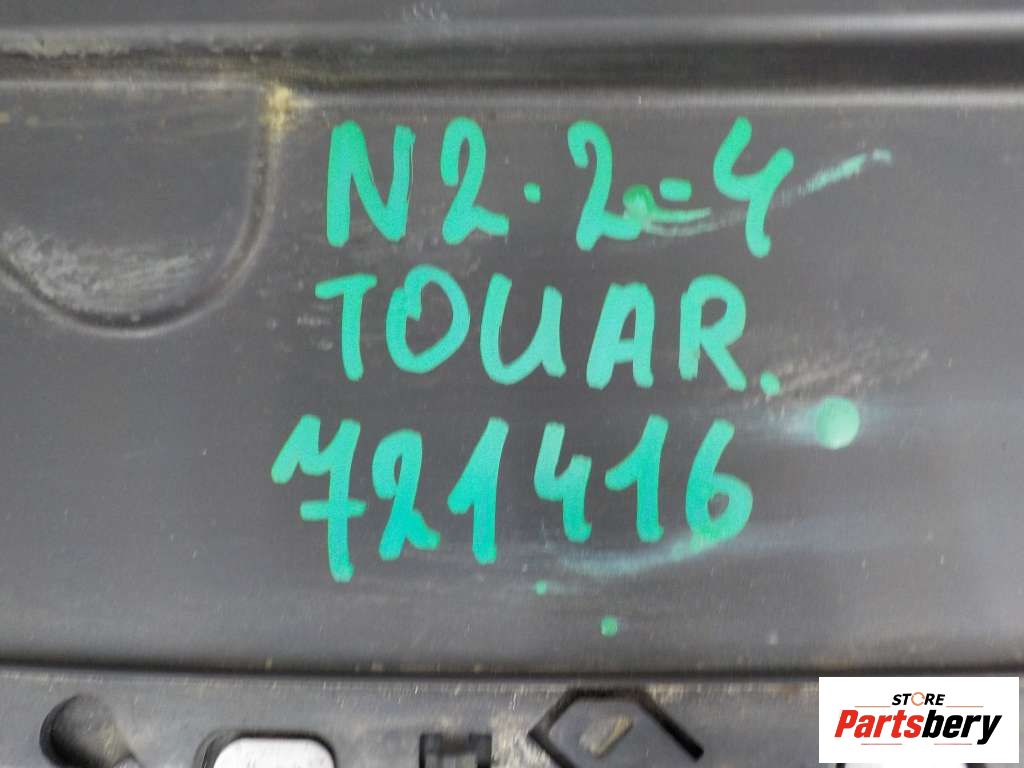 N2.2-4
TOUAR.
721416
STORE
Partsbery